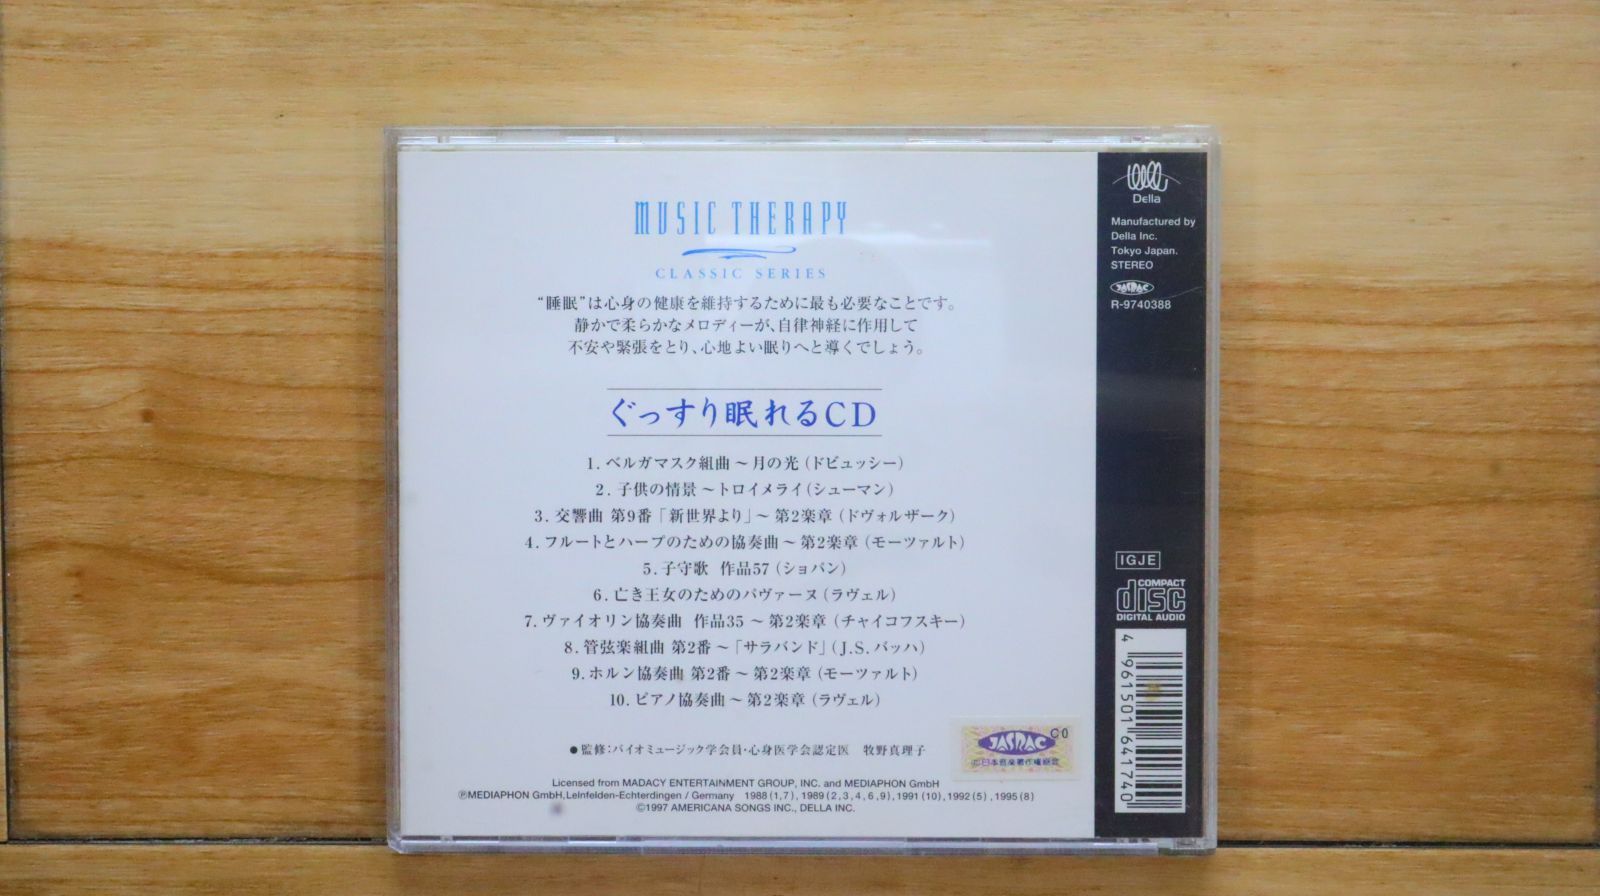 MUSIC THERAPY
CLASSIC SERIES
“睡眠”は心身の健康を維持するために最も必要なことです。
静かで柔らかなメロディーが、自律神経に作用して
不安や緊張をとり、心地よい眠りへと導くでしょう。
ぐっすり眠れるCD
1. ベルガマスク組曲 ～ 月の光 (ドビュッシー)
2. 子供の情景 ～ トロイメライ (シューマン)
3. 交響曲 第9番 「新世界より」 ～ 第2楽章 (ドヴォルザーク)
4. フルートとハープのための協奏曲 ～ 第2楽章 (モーツァルト)
5. 子守歌 作品57 (ショパン)
6. 亡き王女のためのパヴァーヌ (ラヴェル)
7. ヴァイオリン協奏曲 作品35 ～ 第2楽章 (チャイコフスキー)
8. 管弦楽組曲 第2番 ～ 「サラバンド」 (J.S. バッハ)
9. ホルン協奏曲 第2番 ～ 第2楽章 (モーツァルト)
10. ピアノ協奏曲 ～ 第2楽章 (ラヴェル)
●監修：バイオミュージック学会員・心身医学会認定医 牧野真理子
Licensed from MADACY ENTERTAINMENT GROUP, INC. and MEDIAPHON GmbH
℗MEDIAPHON GmbH, Leinfelden-Echterdingen / Germany 1988 (1,7), 1989 (2,3,4,6,9), 1991 (10), 1992 (5), 1995 (8)
©1997 AMERICANA SONGS INC., DELLA INC.
JASRAC
C0
日本音楽著作権協会
Della
Manufactured by
Della Inc.
Tokyo Japan.
STEREO
JASRAC
R-9740388
IGJE
COMPACT
disc
DIGITAL AUDIO
4 961501 641740